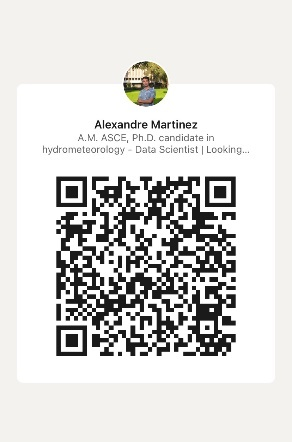 Alexandre Martinez
A.M. ASCE, Ph.D. candidate in
hydrometeorology - Data Scientist | Looking...